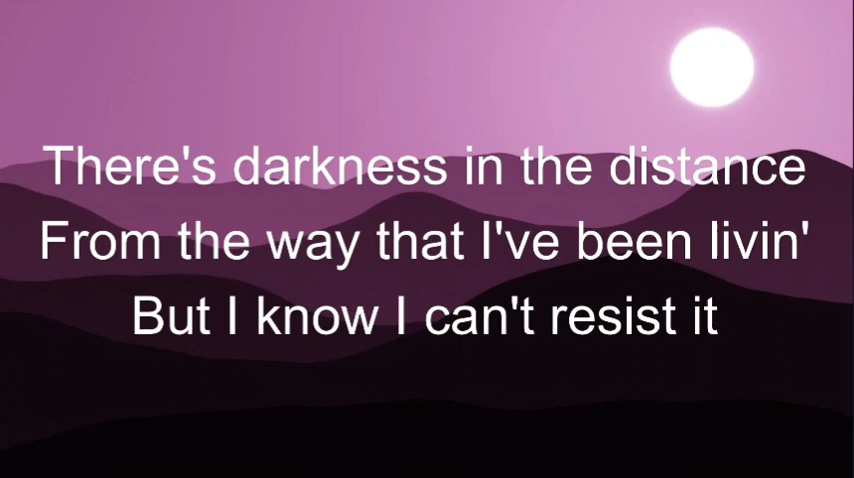 There's darkness in the distance
From the way that I've been livin'
But I know I can't resist it